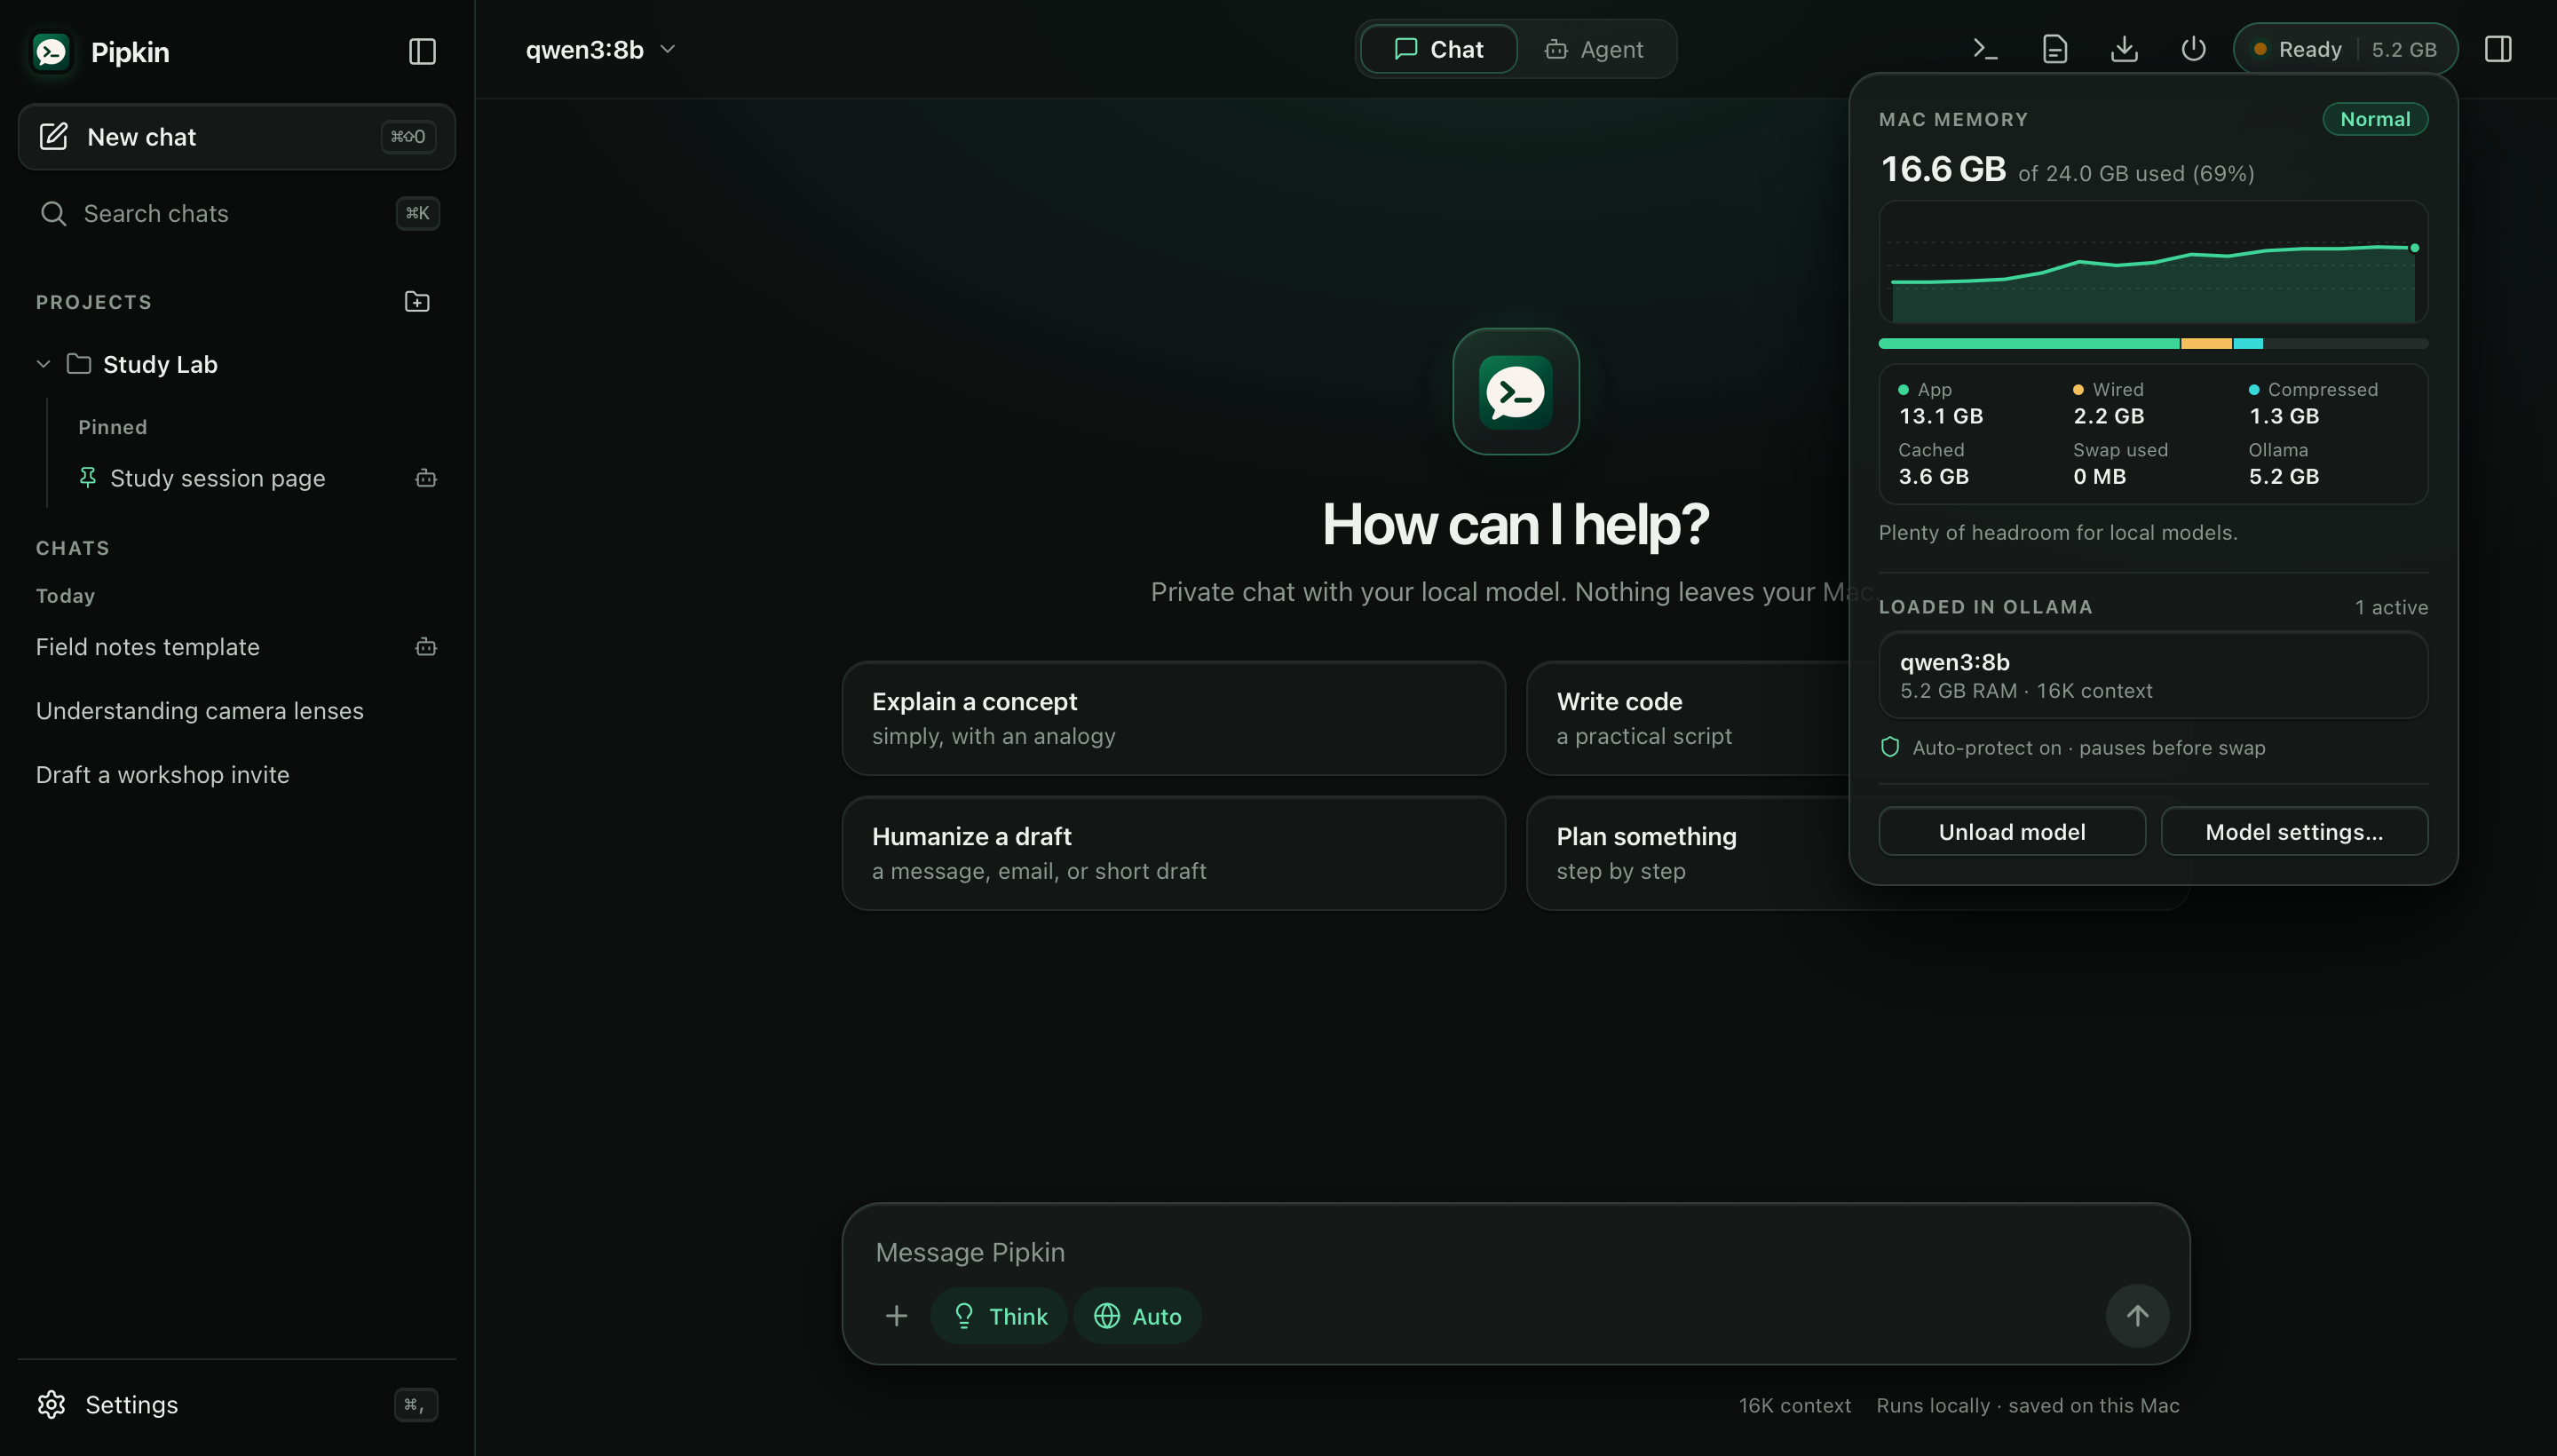 Pipkin
New chat
⌘⇧O
Search chats
⌘K
PROJECTS
Study Lab
Pinned
Study session page
CHATS
Today
Field notes template
Understanding camera lenses
Draft a workshop invite
Settings
⌘,
qwen3:8b
Chat
Agent
Ready
5.2 GB
How can I help?
Private chat with your local model. Nothing leaves your Mac.
Explain a concept
simply, with an analogy
Write code
a practical script
Humanize a draft
a message, email, or short draft
Plan something
step by step
MAC MEMORY
Normal
16.6 GB of 24.0 GB used (69%)
App
13.1 GB
Wired
2.2 GB
Compressed
1.3 GB
Cached
3.6 GB
Swap used
0 MB
Ollama
5.2 GB
Plenty of headroom for local models.
LOADED IN OLLAMA
1 active
qwen3:8b
5.2 GB RAM · 16K context
Auto-protect on · pauses before swap
Unload model
Model settings...
Message Pipkin
Think
Auto
16K context
Runs locally · saved on this Mac